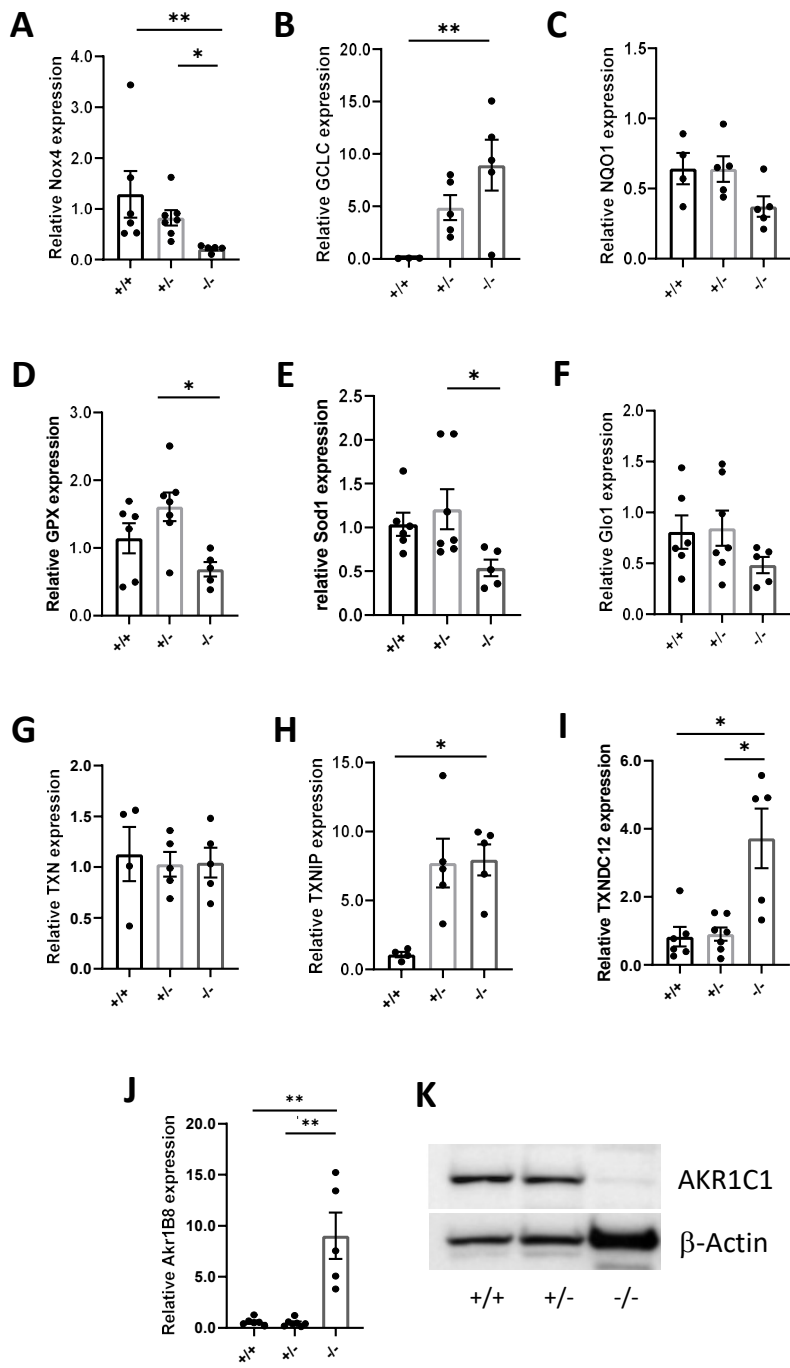 A
**
*
Relative Nox4 expression
4.0
3.0
2.0
1.0
0.0
+/+ +/- -/-
B
**
Relative GCLC expression
20.0
15.0
10.0
5.0
0.0
+/+ +/- -/-
C
Relative NQO1 expression
1.5
1.0
0.5
0.0
+/+ +/- -/-
D
*
Relative GPX expression
3.0
2.0
1.0
0.0
+/+ +/- -/-
E
*
relative Sod1 expression
2.5
2.0
1.5
1.0
0.5
0.0
+/+ +/- -/-
F
Relative Glo1 expression
2.0
1.5
1.0
0.5
0.0
+/+ +/- -/-
G
Relative TXN expression
2.0
1.5
1.0
0.5
0.0
+/+ +/- -/-
H
*
Relative TXNIP expression
15.0
10.0
5.0
0.0
+/+ +/- -/-
I
*
*
Relative TXNDC12 expression
6.0
4.0
2.0
0.0
+/+ +/- -/-
J
**
**
Relative Akr1B8 expression
20.0
15.0
10.0
5.0
0.0
+/+ +/- -/-
K
AKR1C1
β-Actin
+/+ +/- -/-